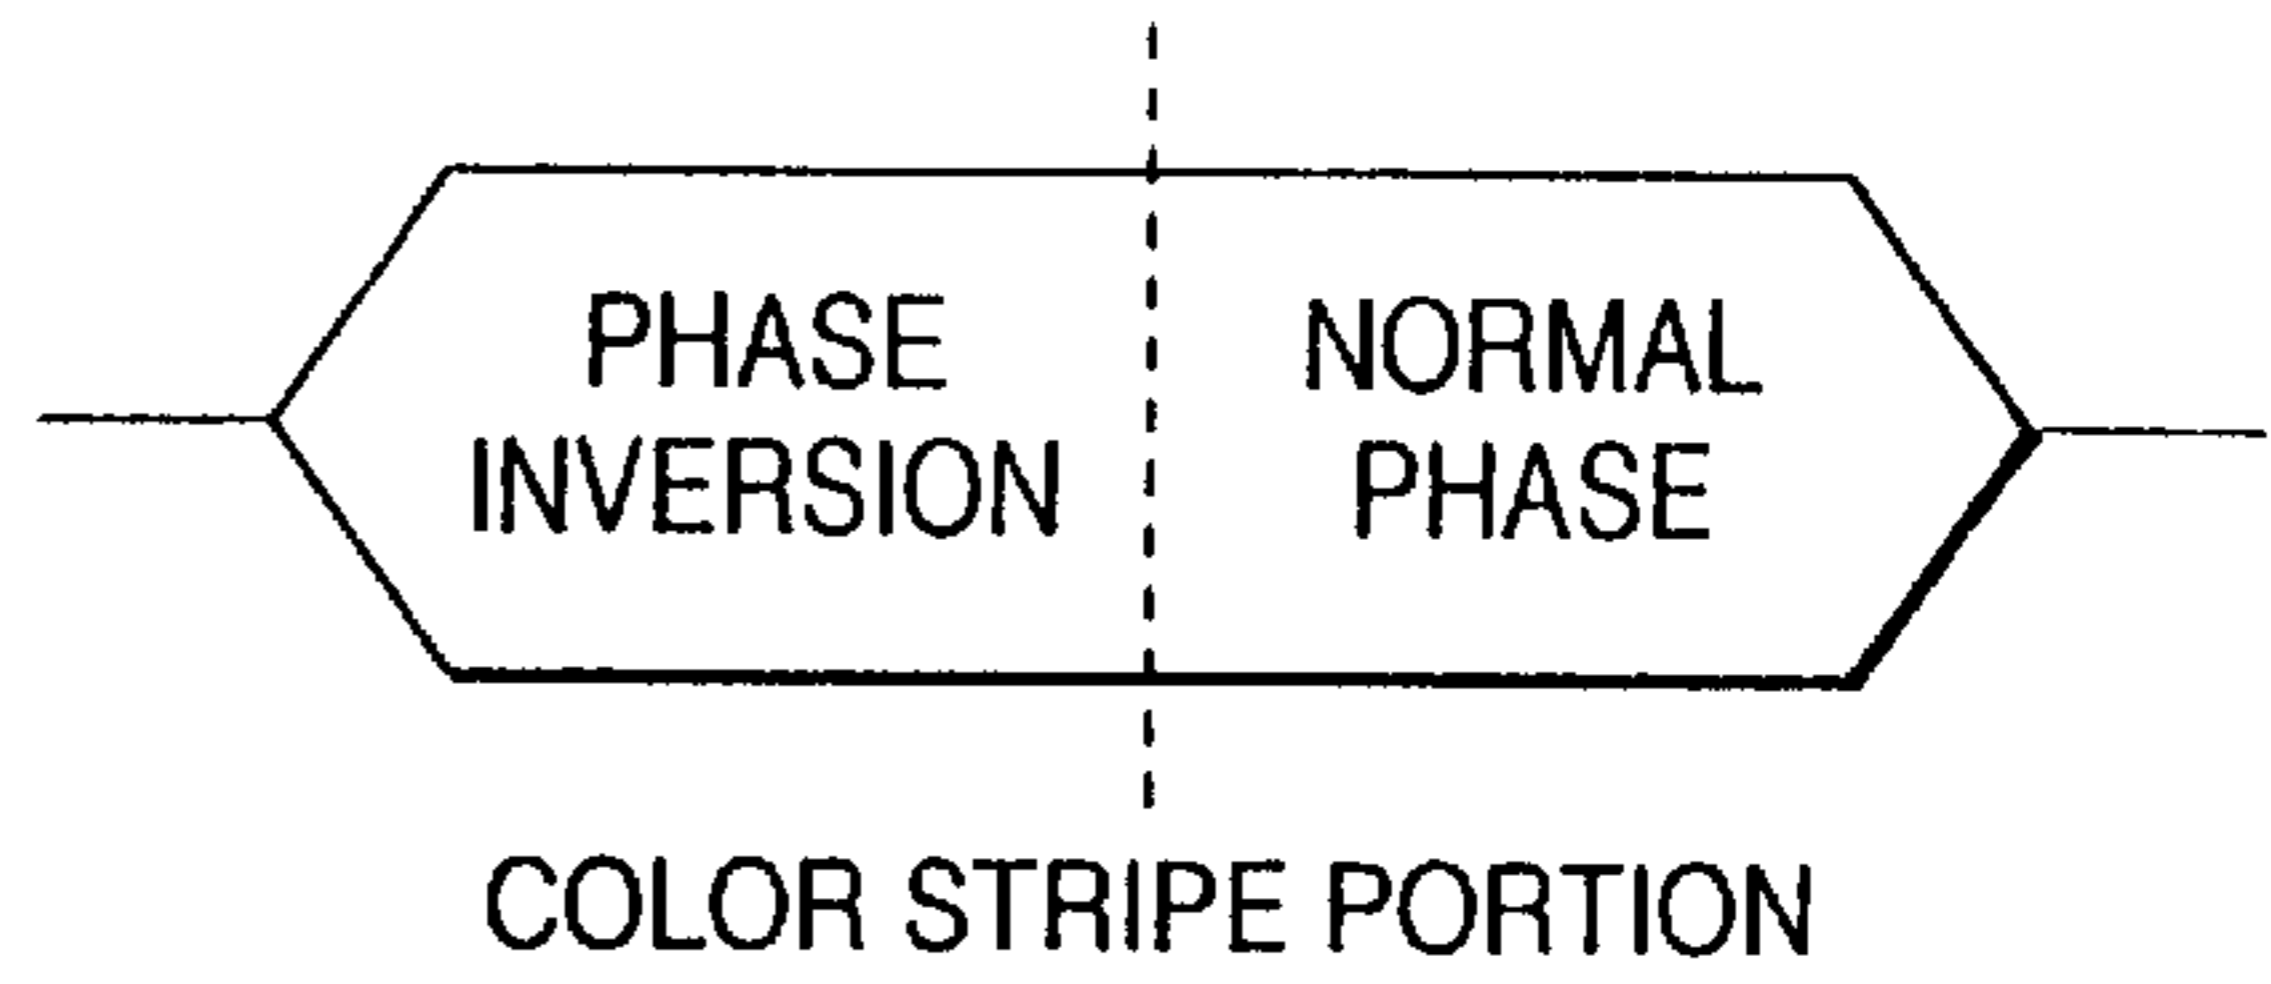 PHASE
INVERSION
NORMAL
PHASE
COLOR STRIPE PORTION